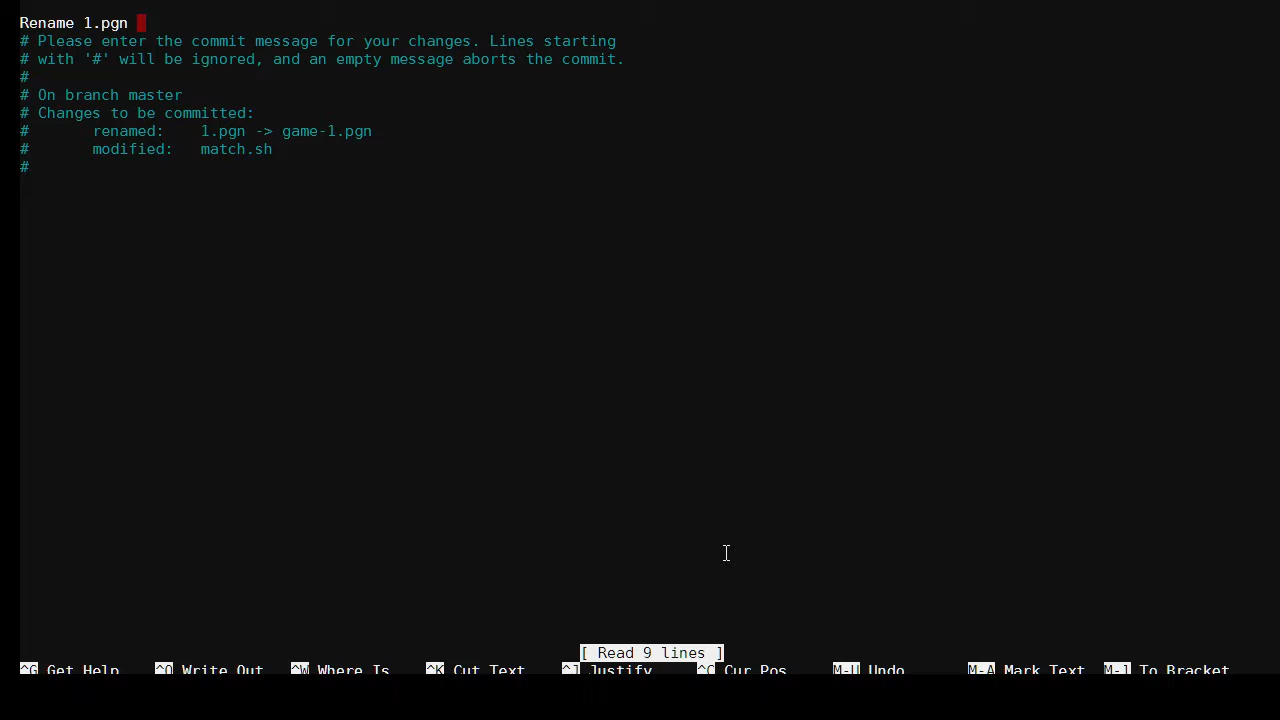 Rename 1.pgn
# Please enter the commit message for your changes. Lines starting
# with '#' will be ignored, and an empty message aborts the commit.
#
# On branch master
# Changes to be committed:
#       renamed:    1.pgn -> game-1.pgn
#       modified:   match.sh
#
[ Read 9 lines ]
^G Get Help    ^O Write Out   ^W Where Is    ^K Cut Text    ^J Justify     ^C Cur Pos     M-U Undo       M-A Mark Text  M-] To Bracket